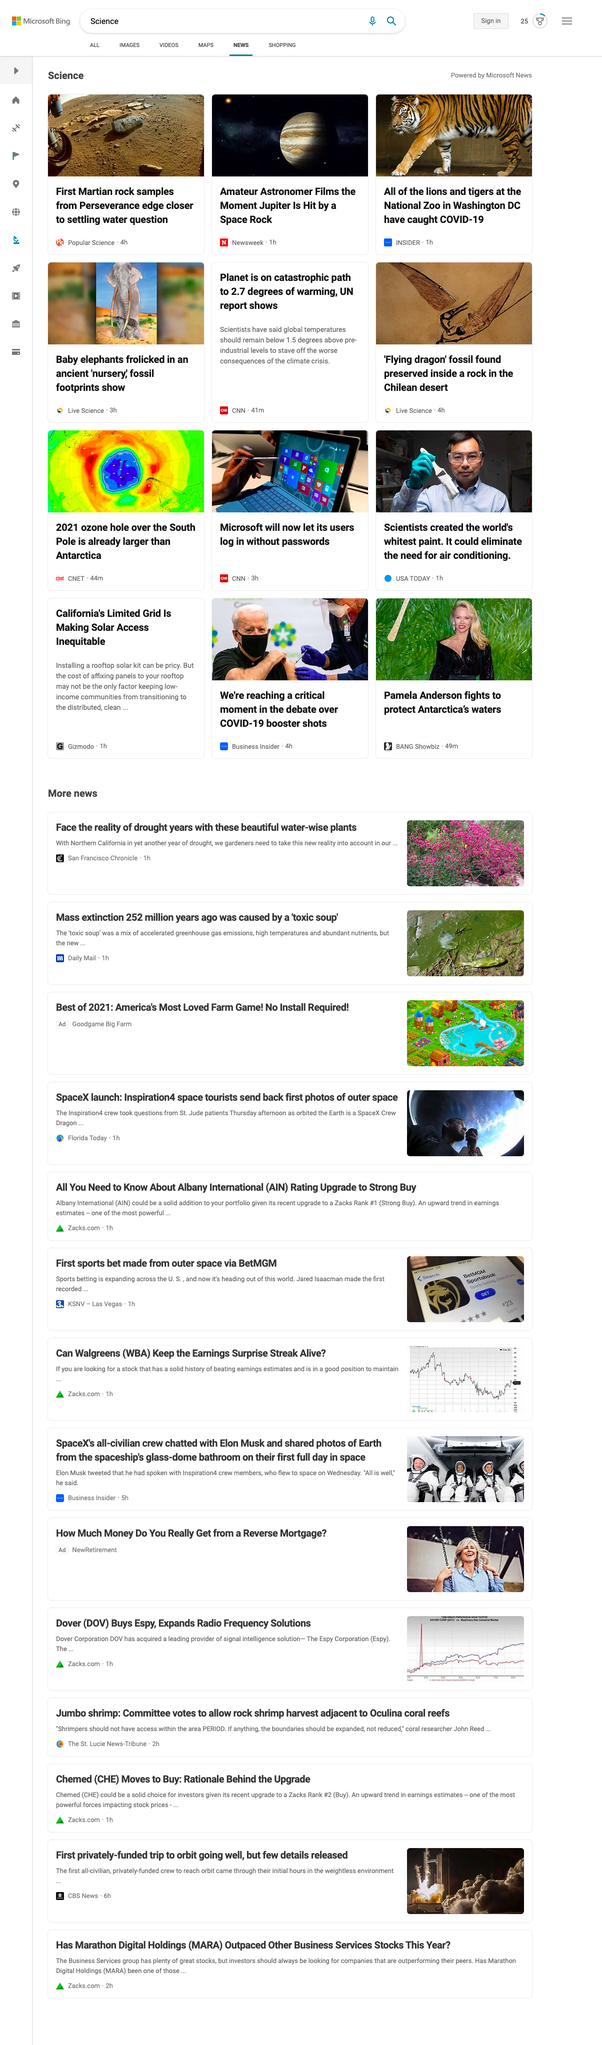 Microsoft Bing
Science
Sign in
25
ALL IMAGES VIDEOS MAPS NEWS SHOPPING
Science
Powered by Microsoft News
First Martian rock samples
from Perseverance edge closer
to settling water question
Popular Science · 4h
Amateur Astronomer Films the
Moment Jupiter Is Hit by a
Space Rock
Newsweek · 1h
All of the lions and tigers at the
National Zoo in Washington DC
have caught COVID-19
INSIDER · 1h
Baby elephants frolicked in an
ancient 'nursery,' fossil
footprints show
Live Science · 3h
Planet is on catastrophic path
to 2.7 degrees of warming, UN
report shows
Scientists have said global temperatures
should remain below 1.5 degrees above pre-
industrial levels to stave off the worse
consequences of the climate crisis.
CNN · 41m
'Flying dragon' fossil found
preserved inside a rock in the
Chilean desert
Live Science · 4h
2021 ozone hole over the South
Pole is already larger than
Antarctica
CNET · 44m
Microsoft will now let its users
log in without passwords
CNN · 3h
Scientists created the world's
whitest paint. It could eliminate
the need for air conditioning.
USA TODAY · 1h
California's Limited Grid Is
Making Solar Access
Inequitable
Installing a rooftop solar kit can be pricy. But
the cost of affixing panels to your rooftop
may not be the only factor keeping low-
income communities from transitioning to
the distributed, clean ...
Gizmodo · 1h
We're reaching a critical
moment in the debate over
COVID-19 booster shots
Business Insider · 4h
Pamela Anderson fights to
protect Antarctica's waters
BANG Showbiz · 49m
More news
Face the reality of drought years with these beautiful water-wise plants
With Northern California in yet another year of drought, we gardeners need to take this new reality into account in our ...
San Francisco Chronicle · 1h
Mass extinction 252 million years ago was caused by a 'toxic soup'
The 'toxic soup' was a mix of accelerated greenhouse gas emissions, high temperatures and abundant nutrients, but
the new ...
Daily Mail · 1h
Best of 2021: America's Most Loved Farm Game! No Install Required!
Ad Goodgame Big Farm
SpaceX launch: Inspiration4 space tourists send back first photos of outer space
The Inspiration4 crew took questions from St. Jude patients Thursday afternoon as orbited the Earth is a SpaceX Crew
Dragon ...
Florida Today · 1h
All You Need to Know About Albany International (AIN) Rating Upgrade to Strong Buy
Albany International (AIN) could be a solid addition to your portfolio given its recent upgrade to a Zacks Rank #1 (Strong Buy). An upward trend in earnings
estimates – one of the most powerful ...
Zacks.com · 1h
First sports bet made from outer space via BetMGM
Sports betting is expanding across the U. S. , and now it's heading out of this world. Jared Isaacman made the first
recorded ...
KSNV – Las Vegas · 1h
Search
BetMGM
Sportsbook
GET
#23
Can Walgreens (WBA) Keep the Earnings Surprise Streak Alive?
If you are looking for a stock that has a solid history of beating earnings estimates and is in a good position to maintain
...
Zacks.com · 1h
SpaceX's all-civilian crew chatted with Elon Musk and shared photos of Earth
from the spaceship's glass-dome bathroom on their first full day in space
Elon Musk tweeted that he had spoken with Inspiration4 crew members, who flew to space on Wednesday. "All is well,"
he said.
Business Insider · 5h
How Much Money Do You Really Get from a Reverse Mortgage?
Ad NewRetirement
Dover (DOV) Buys Espy, Expands Radio Frequency Solutions
Dover Corporation DOV has acquired a leading provider of signal intelligence solution— The Espy Corporation (Espy).
The ...
Zacks.com · 1h
Jumbo shrimp: Committee votes to allow rock shrimp harvest adjacent to Oculina coral reefs
"Shrimpers should not have access within the area PERIOD. If anything, the boundaries should be expanded, not reduced," coral researcher John Reed ...
The St. Lucie News-Tribune · 2h
Chemed (CHE) Moves to Buy: Rationale Behind the Upgrade
Chemed (CHE) could be a solid choice for investors given its recent upgrade to a Zacks Rank #2 (Buy). An upward trend in earnings estimates – one of the most
powerful forces impacting stock prices - ...
Zacks.com · 1h
First privately-funded trip to orbit going well, but few details released
The first all-civilian, privately-funded crew to reach orbit came through their initial hours in the weightless environment
...
CBS News · 6h
Has Marathon Digital Holdings (MARA) Outpaced Other Business Services Stocks This Year?
The Business Services group has plenty of great stocks, but investors should always be looking for companies that are outperforming their peers. Has Marathon
Digital Holdings (MARA) been one of those ...
Zacks.com · 2h